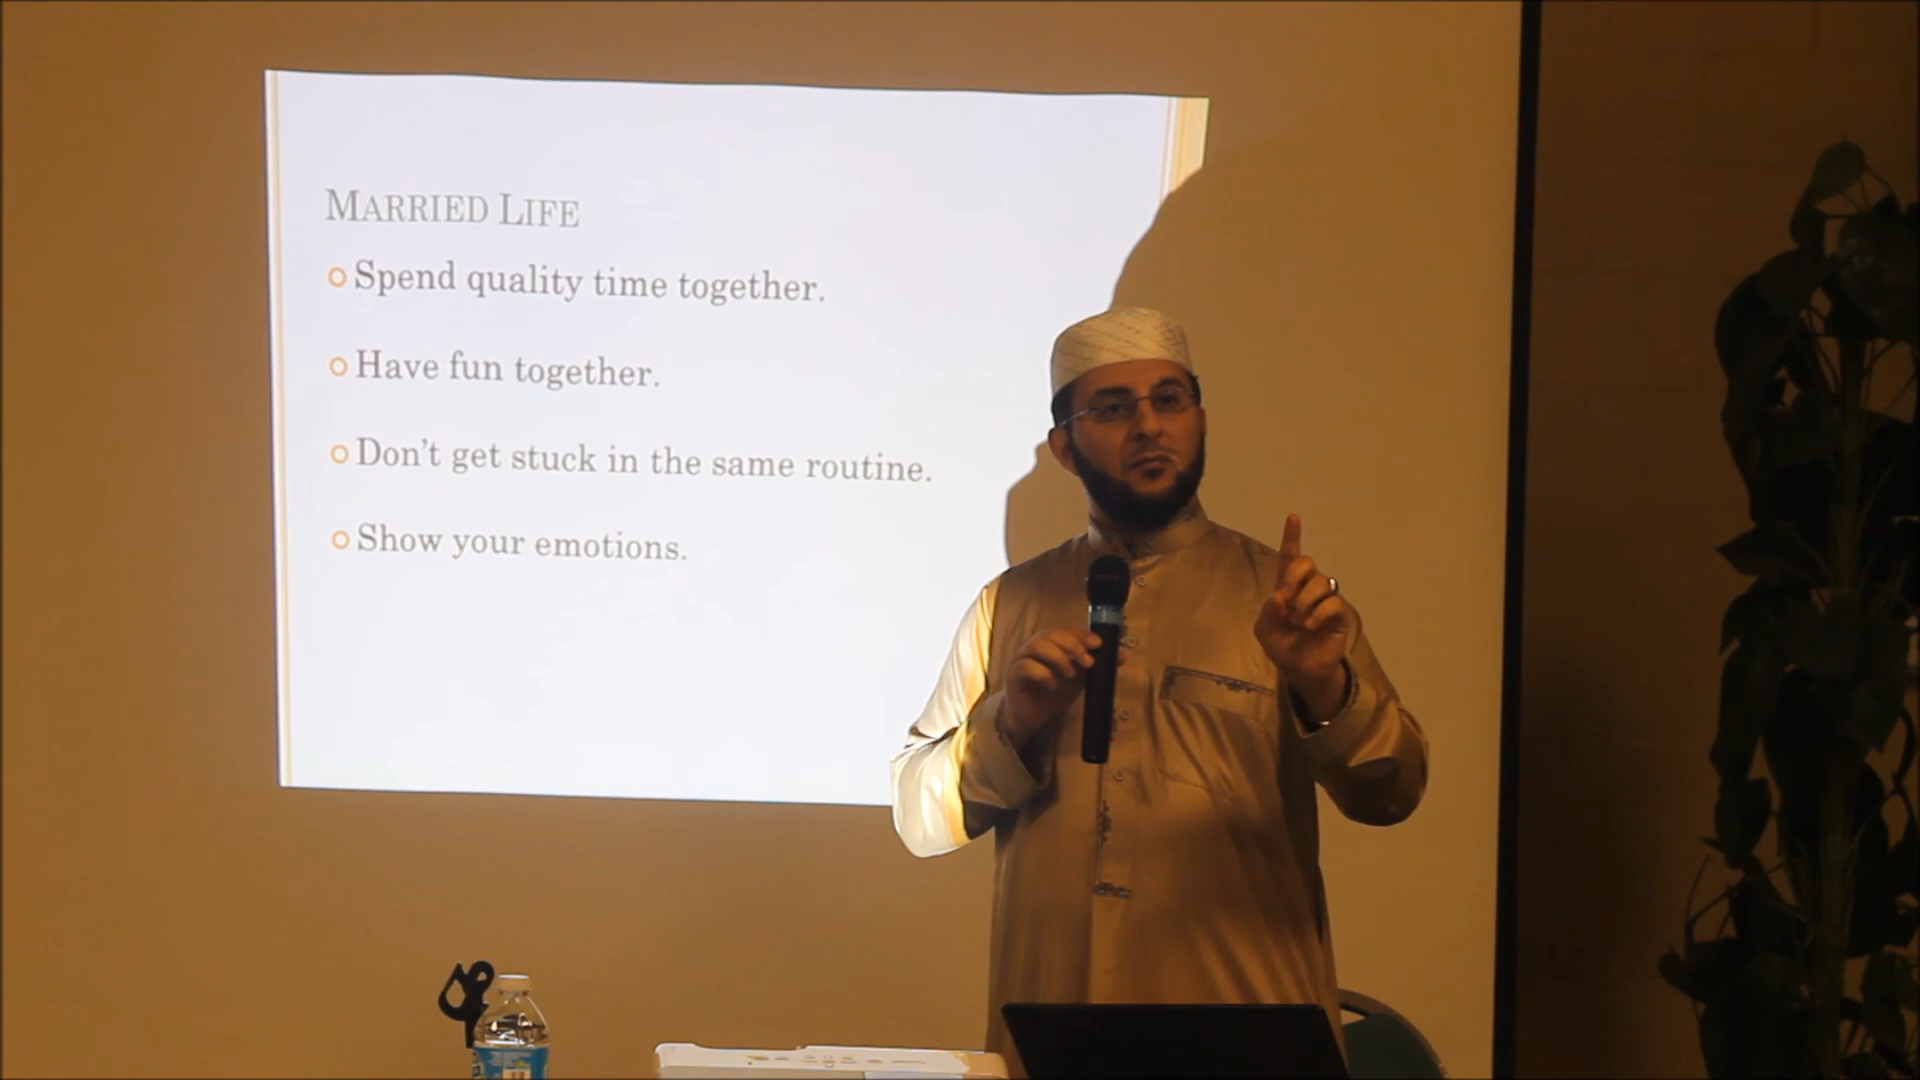 MARRIED LIFE
Spend quality time together.
Have fun together.
Don't get stuck in the same routine.
Show your emotions.